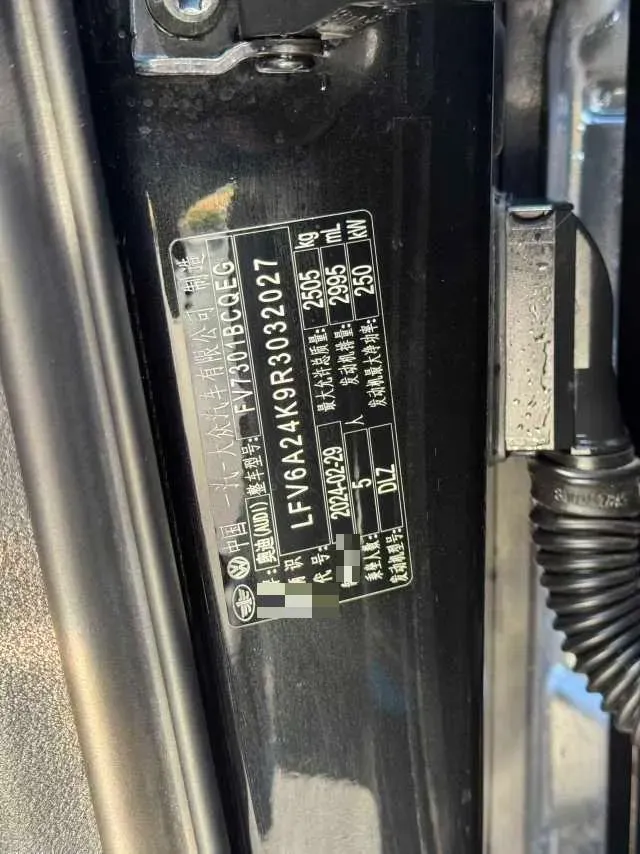 中国 一汽-大众汽车有限公司 制造
奥迪(AUDI) 整车型号: FV7301BCQEG
LFV6A24K9R3032027
2024-02-29 最大允许总质量: 2505 kg
乘坐人数: 5 人 发动机排量: 2995 mL
发动机型号: DLZ 发动机最大净功率: 250 kW